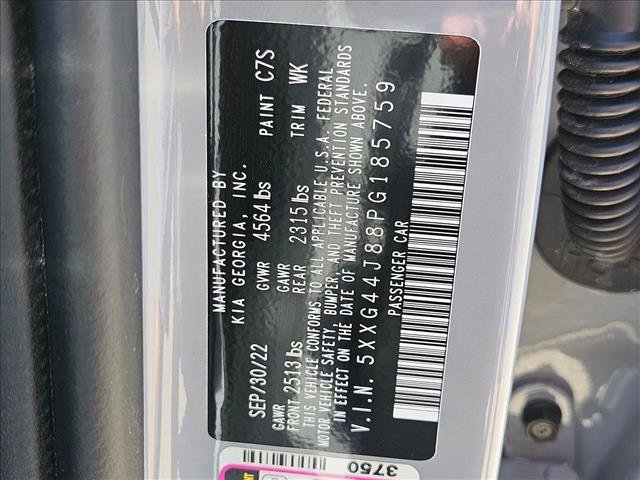 MANUFACTURED BY
KIA GEORGIA, INC.
SEP/30/22 GVWR 4564 lbs PAINT C7S
GAWR FRONT 2513 lbs GAWR REAR 2315 lbs TRIM WK
THIS VEHICLE CONFORMS TO ALL APPLICABLE U.S.A. FEDERAL
MOTOR VEHICLE SAFETY, BUMPER, AND THEFT PREVENTION STANDARDS
IN EFFECT ON THE DATE OF MANUFACTURE SHOWN ABOVE.
V.I.N. 5XXG44J88PG185759
PASSENGER CAR
3750